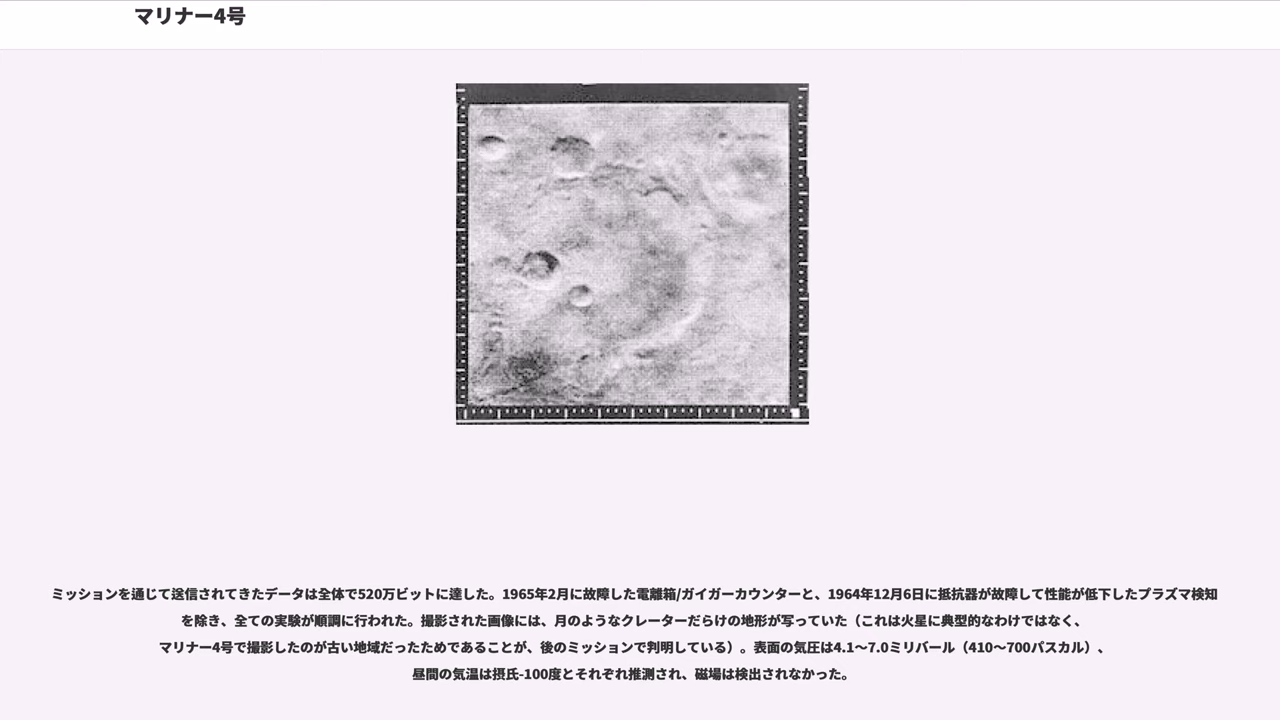 マリナー4号
ミッションを通じて送信されてきたデータは全体で520万ビットに達した。1965年2月に故障した電離箱/ガイガーカウンターと、1964年12月6日に抵抗器が故障して性能が低下したプラズマ検知
を除き、全ての実験が順調に行われた。撮影された画像には、月のようなクレーターだらけの地形が写っていた（これは火星に典型的なわけではなく、
マリナー4号で撮影したのが古い地域だったためであることが、後のミッションで判明している）。表面の気圧は4.1〜7.0ミリバール（410〜700パスカル）、
昼間の気温は摂氏-100度とそれぞれ推測され、磁場は検出されなかった。